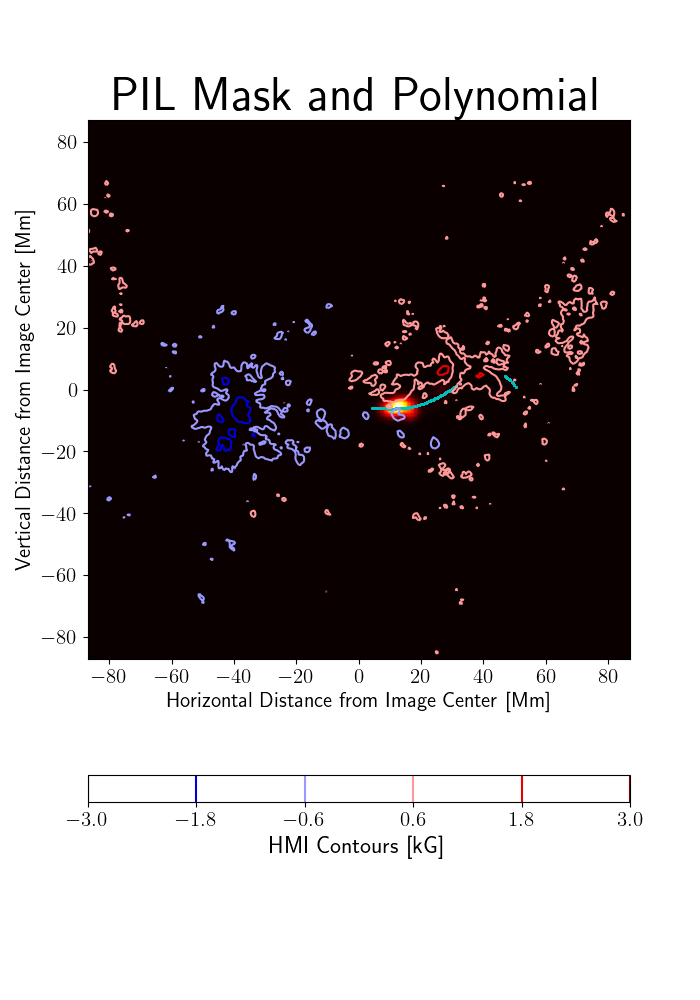 PIL Mask and Polynomial
Vertical Distance from Image Center [Mm]
80
60
40
20
0
−20
−40
−60
−80
−80 −60 −40 −20 0 20 40 60 80
Horizontal Distance from Image Center [Mm]
−3.0 −1.8 −0.6 0.6 1.8 3.0
HMI Contours [kG]